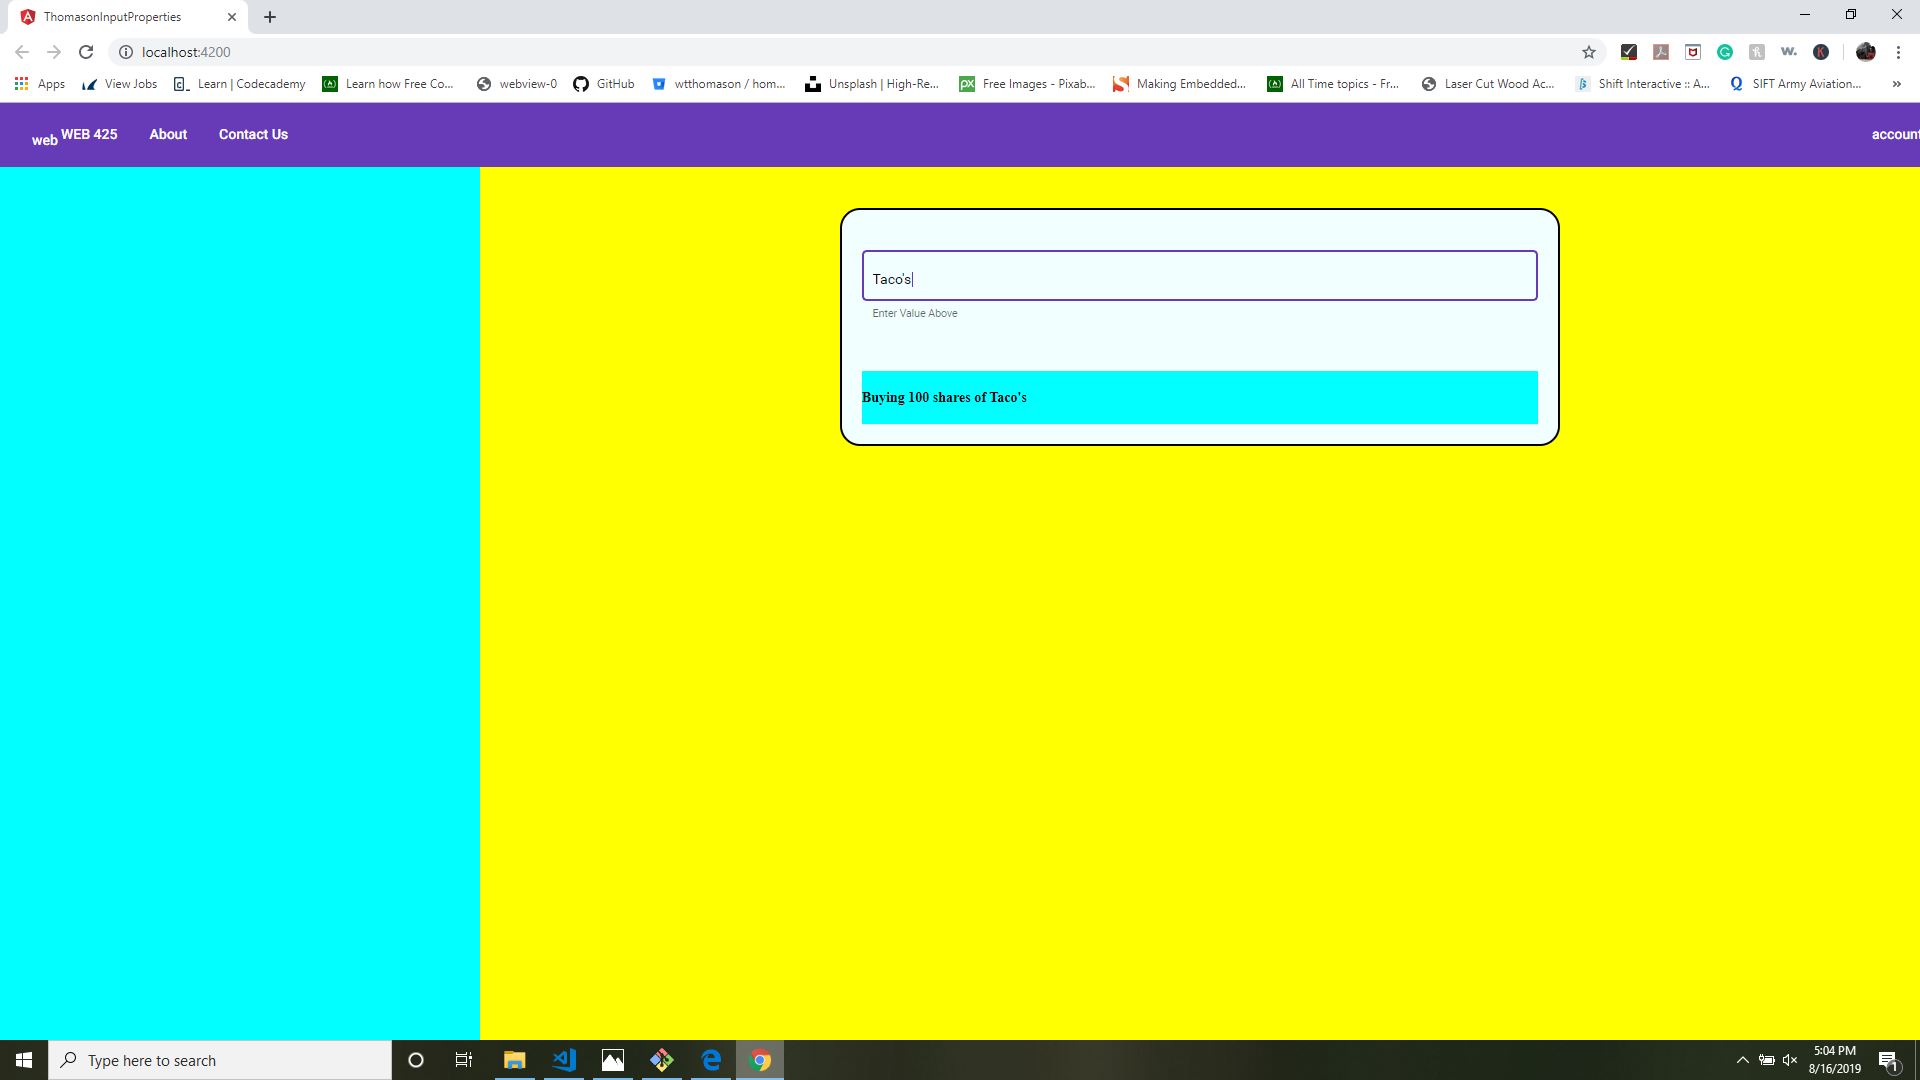 ThomasonInputProperties
localhost:4200
Apps View Jobs Learn | Codecademy Learn how Free Co... webview-0 GitHub wtthomason / hom... Unsplash | High-Re... Free Images - Pixab... Making Embedded... All Time topics - Fr... Laser Cut Wood Ac... Shift Interactive :: A... SIFT Army Aviation... »
web WEB 425 About Contact Us account
Taco's
Enter Value Above
Buying 100 shares of Taco's
Type here to search
5:04 PM
8/16/2019
1